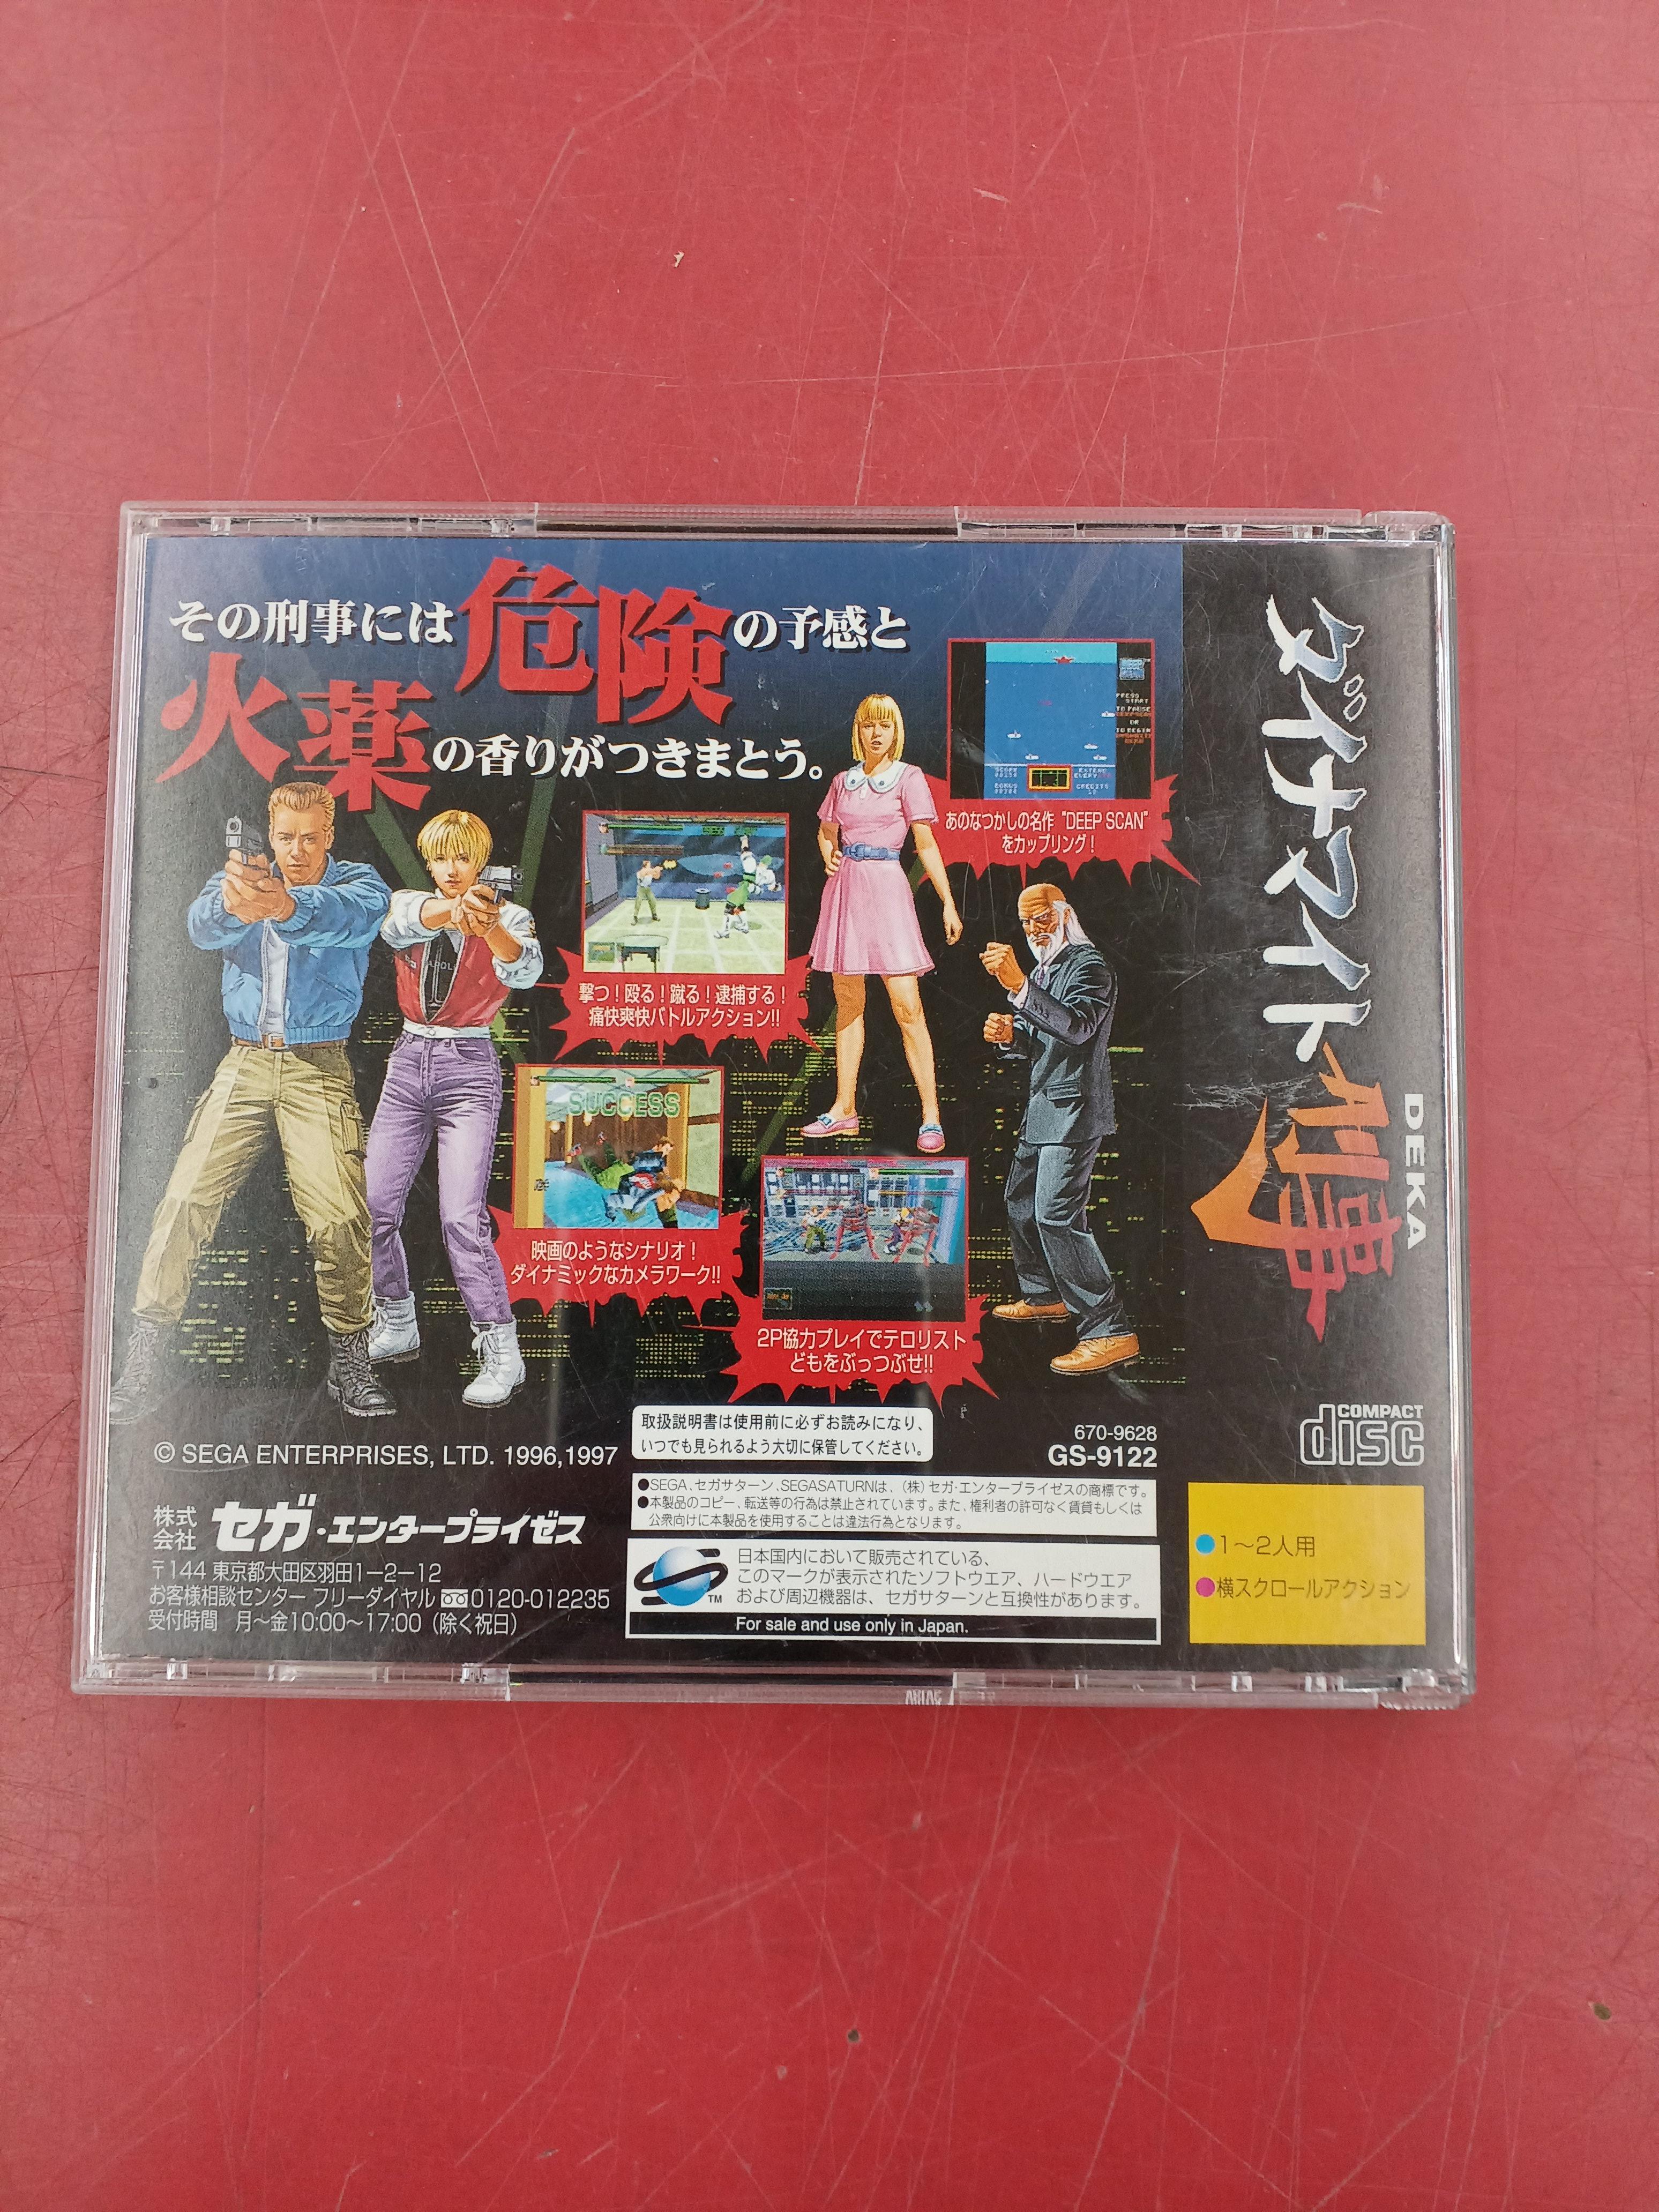 その刑事には危険の予感と
火薬の香りがつきまとう。
PRESS
START
TO PAUSE
OR
TO BEGIN
あのなつかしの名作“DEEP SCAN”
をカップリング!
撃つ!殴る!蹴る!逮捕する!
痛快爽快バトルアクション!!
SUCCESS
映画のようなシナリオ!
ダイナミックなカメラワーク!!
2P協力プレイでテロリスト
どもをぶっつぶせ!!
ダイナマイト刑事
DEKA
© SEGA ENTERPRISES, LTD. 1996,1997
取扱説明書は使用前に必ずお読みになり、
いつでも見られるよう大切に保管してください。
670-9628
GS-9122
COMPACT
disc
●SEGA、セガサターン、SEGASATURNは、(株)セガ・エンタープライゼスの商標です。
●本製品のコピー、転送等の行為は禁止されています。また、権利者の許可なく賃貸もしくは
公衆向けに本製品を使用することは違法行為となります。
株式会社 セガ・エンタープライゼス
〒144 東京都大田区羽田1-2-12
お客様相談センター フリーダイヤル 0120-012235
受付時間 月~金10:00~17:00(除く祝日)
TM
日本国内において販売されている、
このマークが表示されたソフトウエア、ハードウエア
および周辺機器は、セガサターンと互換性があります。
For sale and use only in Japan.
●1~2人用
●横スクロールアクション